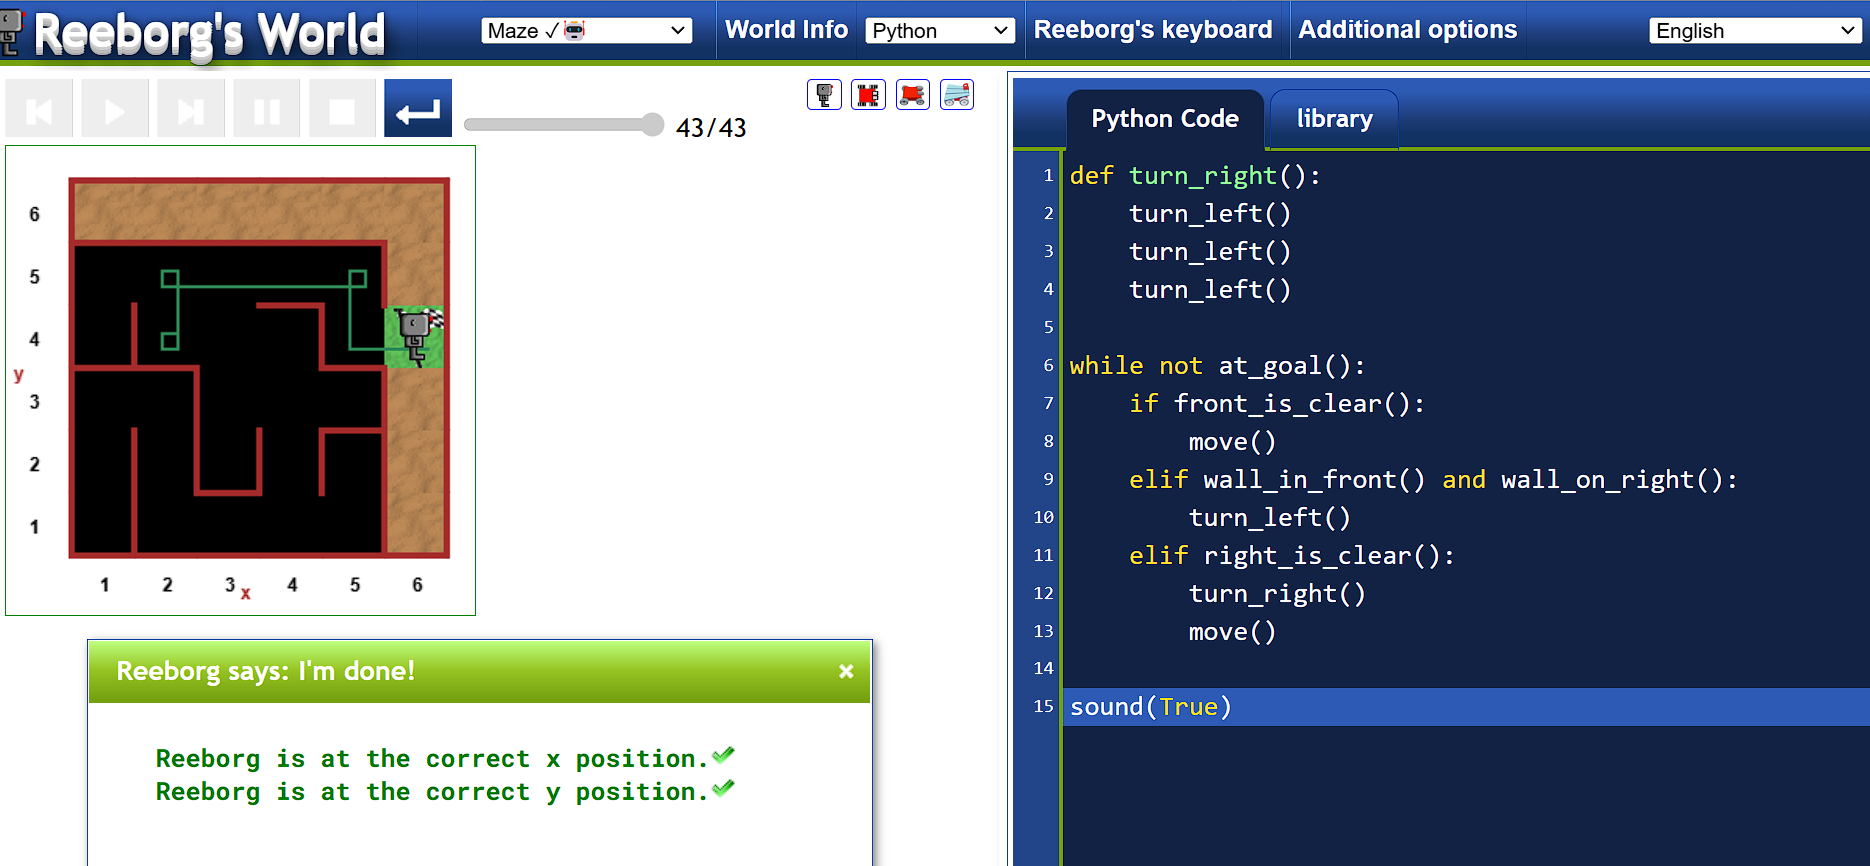 Reeborg's World
Maze ✓🤖
World Info
Python
Reeborg's keyboard
Additional options
English
43/43
Python Code
library
6
5
4
y
3
2
1
1 2 3 x 4 5 6
Reeborg says: I'm done!
×
Reeborg is at the correct x position.✔
Reeborg is at the correct y position.✔
1 def turn_right():
2     turn_left()
3     turn_left()
4     turn_left()
5
6 while not at_goal():
7     if front_is_clear():
8         move()
9     elif wall_in_front() and wall_on_right():
10         turn_left()
11     elif right_is_clear():
12         turn_right()
13         move()
14
15 sound(True)